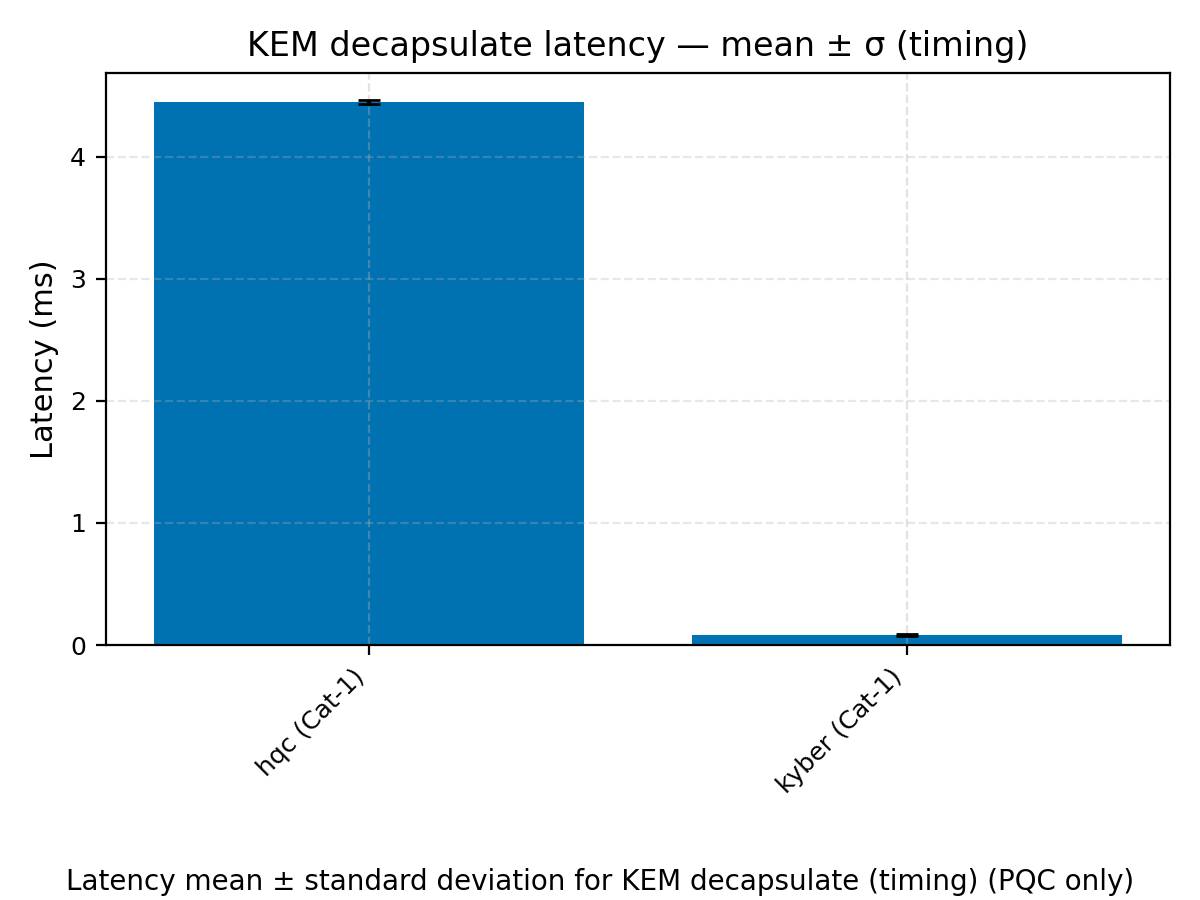 KEM decapsulate latency — mean ± σ (timing)
Latency (ms)
4
3
2
1
0
hqc (Cat-1)
kyber (Cat-1)
Latency mean ± standard deviation for KEM decapsulate (timing) (PQC only)